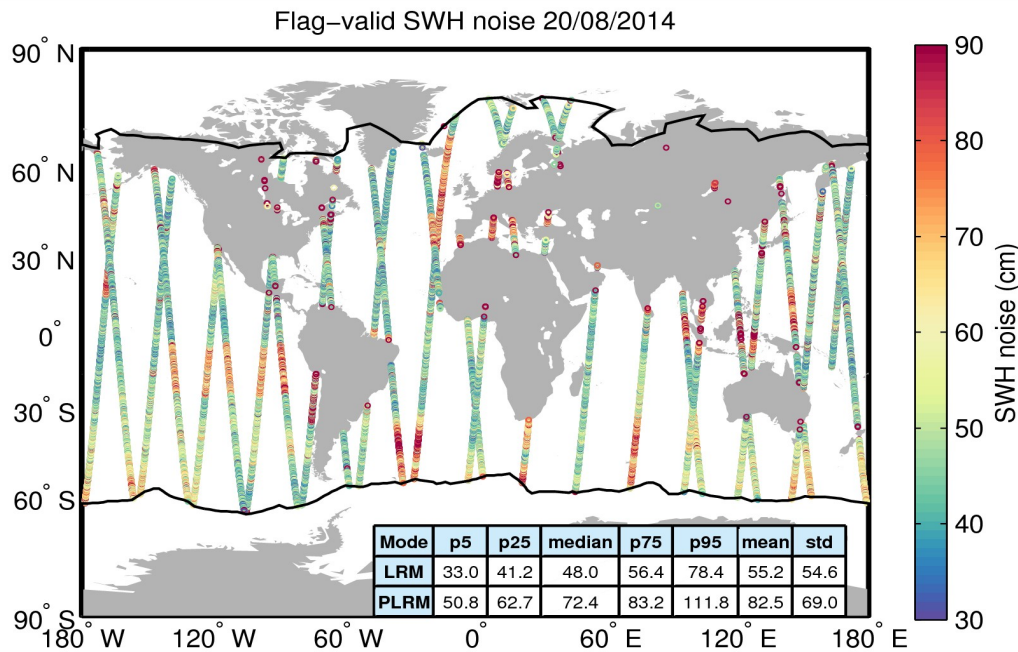 Flag−valid SWH noise 20/08/2014
90° N
60° N
30° N
0°
30° S
60° S
90° S
180° W
120° W
60° W
0°
60° E
120° E
180° E
90
80
70
60
50
40
30
SWH noise (cm)
Mode p5 p25 median p75 p95 mean std
LRM 33.0 41.2 48.0 56.4 78.4 55.2 54.6
PLRM 50.8 62.7 72.4 83.2 111.8 82.5 69.0